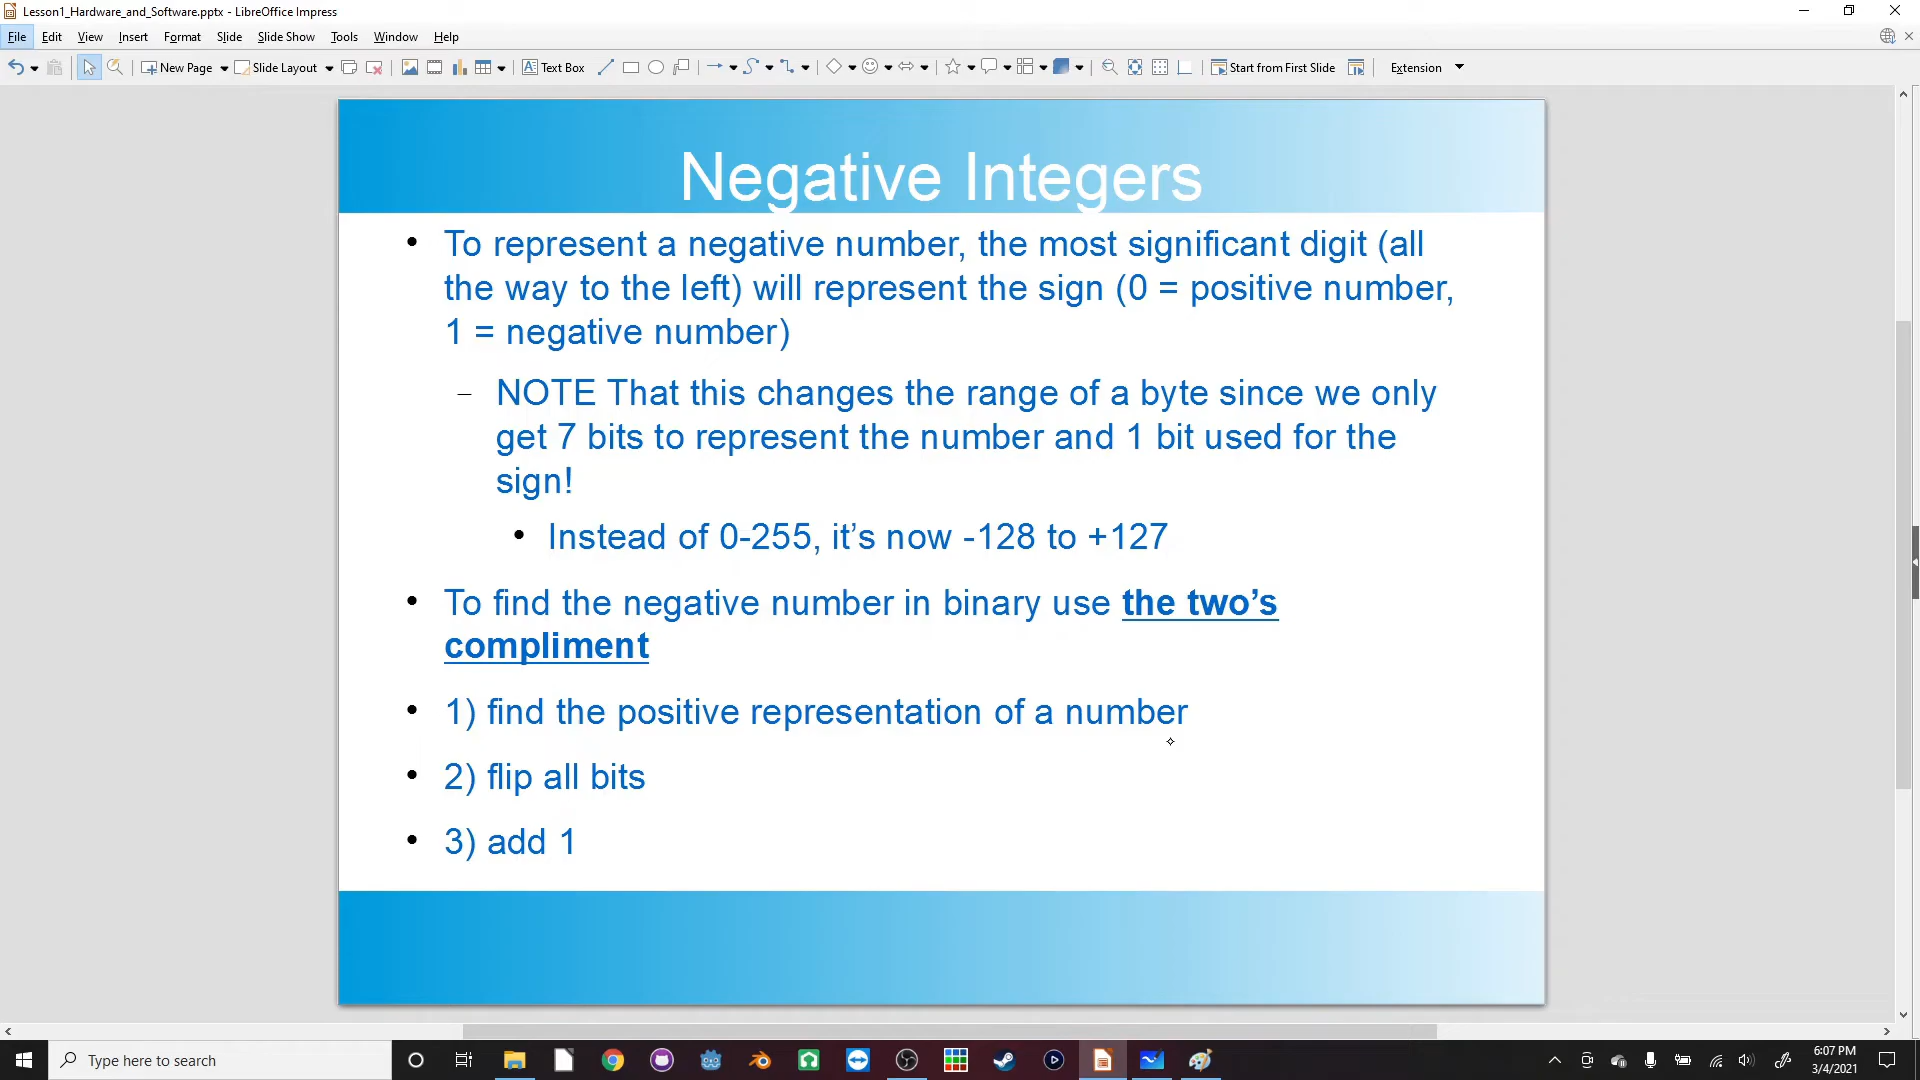 Lesson1_Hardware_and_Software.pptx - LibreOffice Impress
File Edit View Insert Format Slide Slide Show Tools Window Help
New Page Slide Layout Text Box Start from First Slide Extension
Negative Integers
• To represent a negative number, the most significant digit (all
the way to the left) will represent the sign (0 = positive number,
1 = negative number)
– NOTE That this changes the range of a byte since we only
get 7 bits to represent the number and 1 bit used for the
sign!
• Instead of 0-255, it’s now -128 to +127
• To find the negative number in binary use the two’s
compliment
• 1) find the positive representation of a number
• 2) flip all bits
• 3) add 1
Type here to search
6:07 PM
3/4/2021